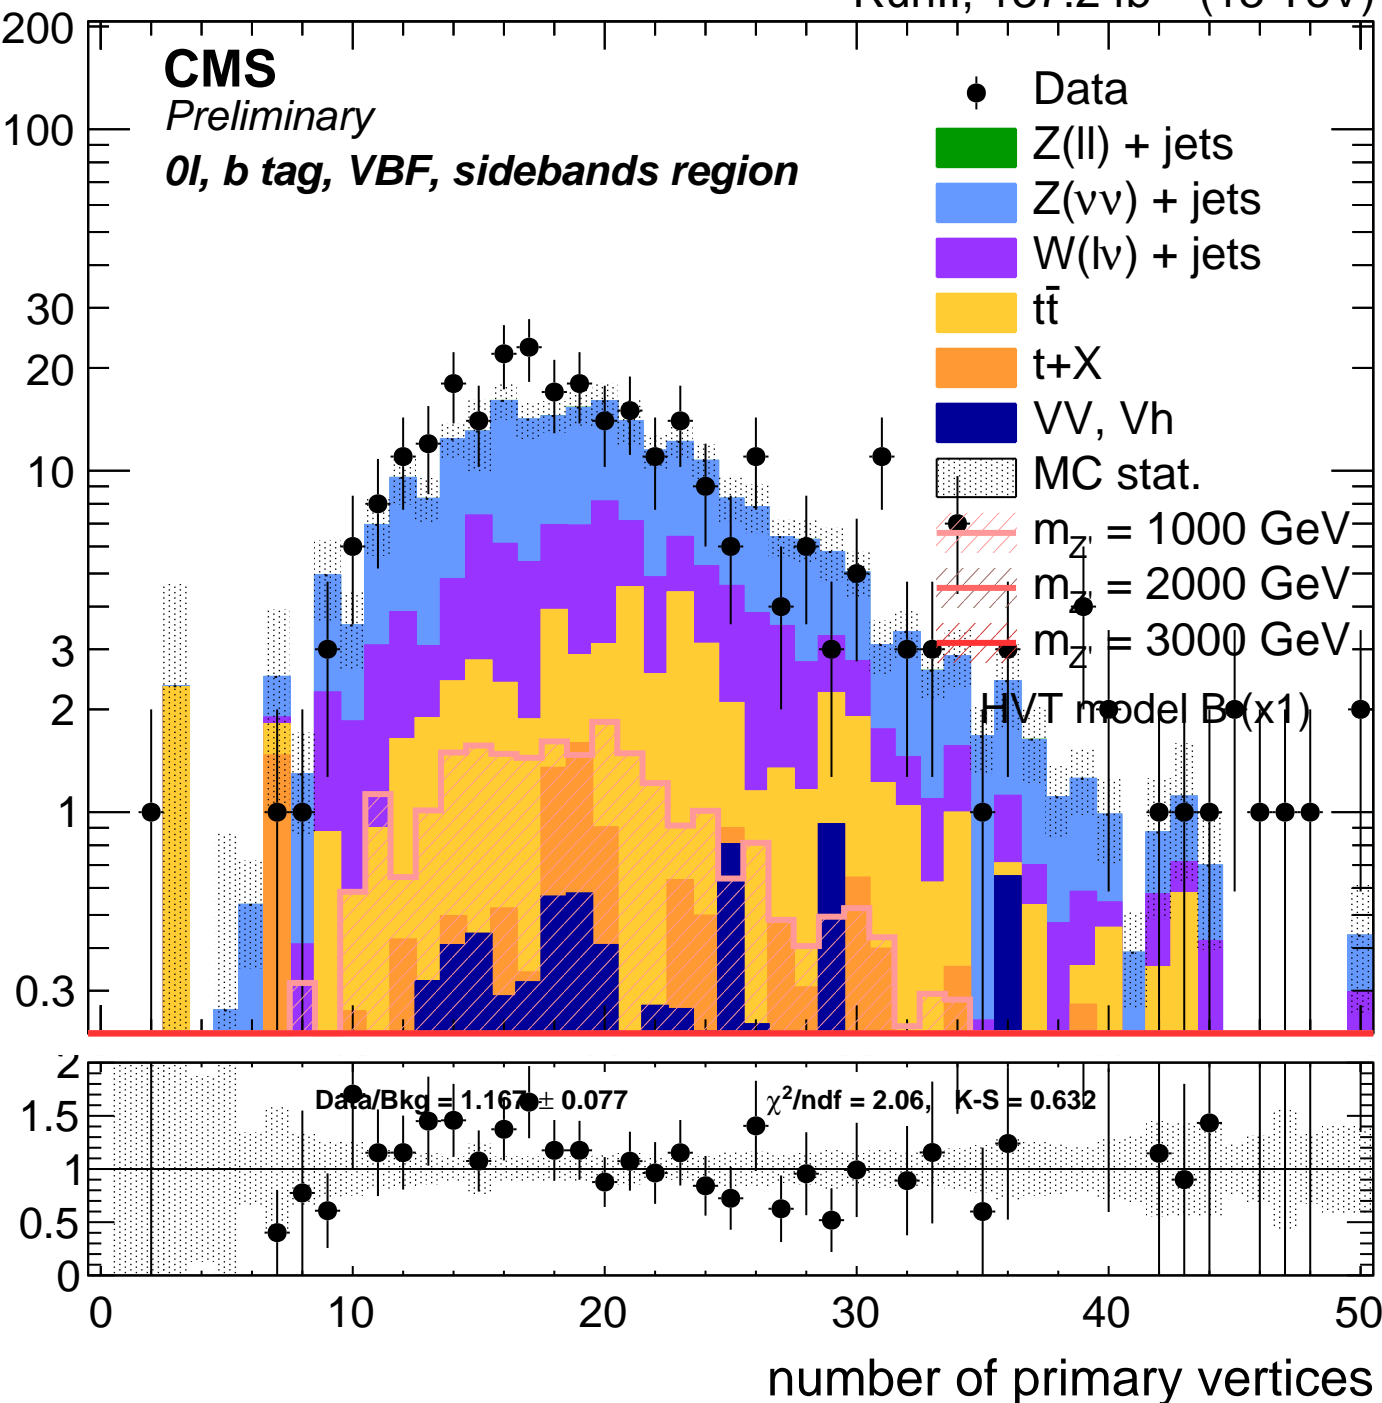 200
100
30
20
10
3
2
1
0.3
CMS
Preliminary
0l, b tag, VBF, sidebands region
Data
Z(ll) + jets
Z(νν) + jets
W(lν) + jets
tt̄
t+X
VV, Vh
MC stat.
m_Z' = 1000 GeV
m_Z' = 2000 GeV
m_Z' = 3000 GeV
HVT model B (x1)
2
1.5
1
0.5
0
Data/Bkg = 1.167 ± 0.077
χ²/ndf = 2.06, K-S = 0.632
0 10 20 30 40 50
number of primary vertices